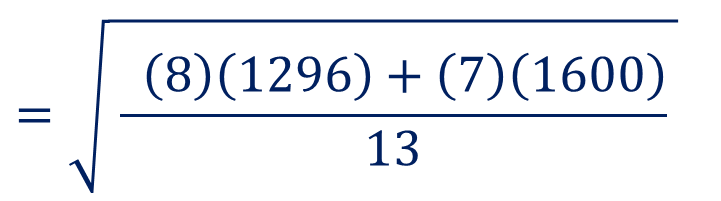 = √((8)(1296) + (7)(1600) / 13)